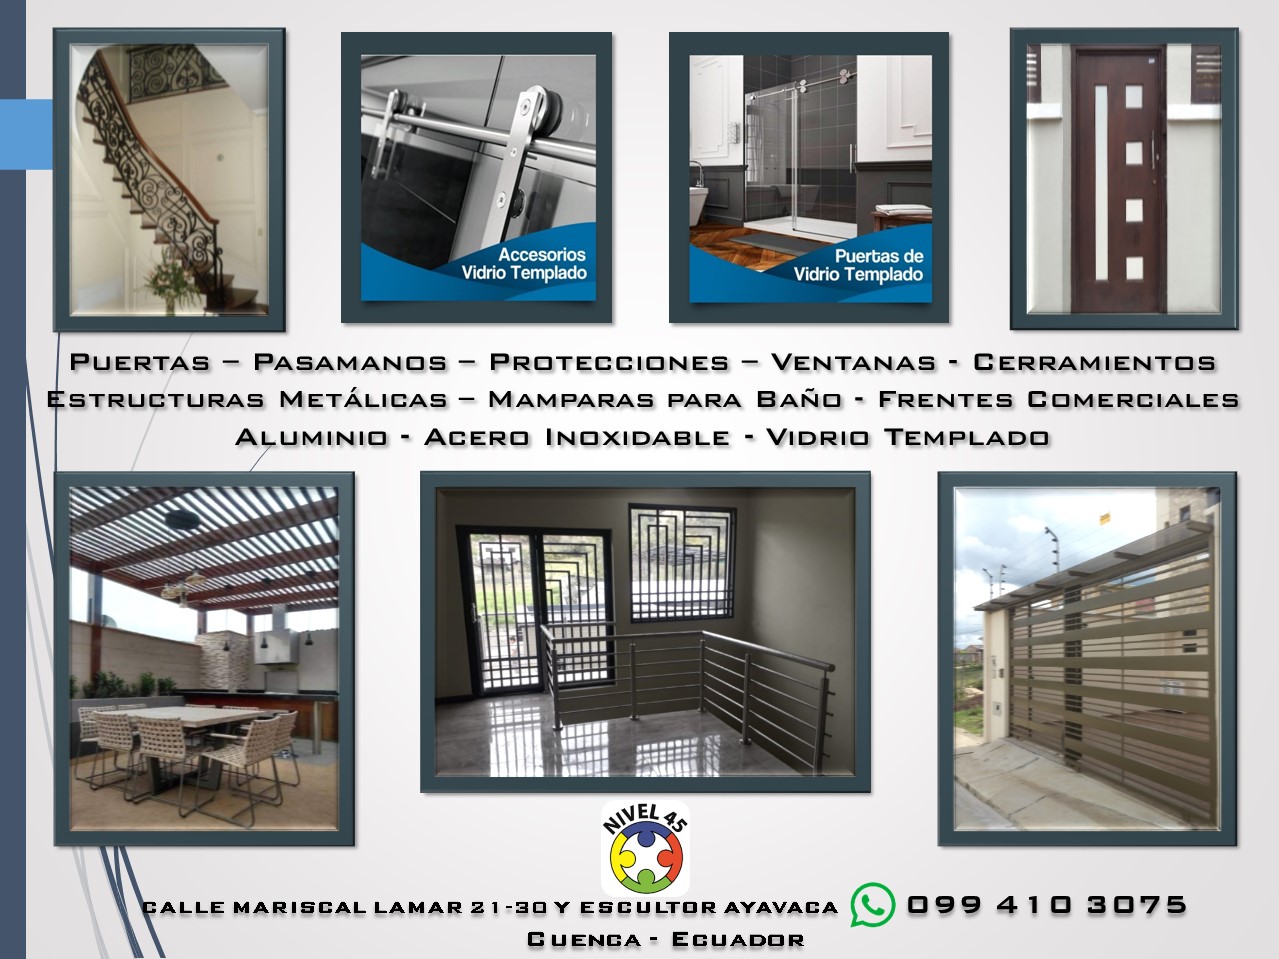 Accesorios
Vidrio Templado
Puertas de
Vidrio Templado
PUERTAS – PASAMANOS – PROTECCIONES – VENTANAS - CERRAMIENTOS
ESTRUCTURAS METÁLICAS – MAMPARAS PARA BAÑO - FRENTES COMERCIALES
ALUMINIO - ACERO INOXIDABLE - VIDRIO TEMPLADO
NIVEL 45
CALLE MARISCAL LAMAR 21-30 Y ESCULTOR AYAVACA
099 410 3075
CUENCA - ECUADOR